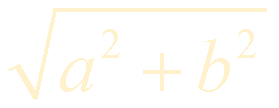 √(a² + b²)